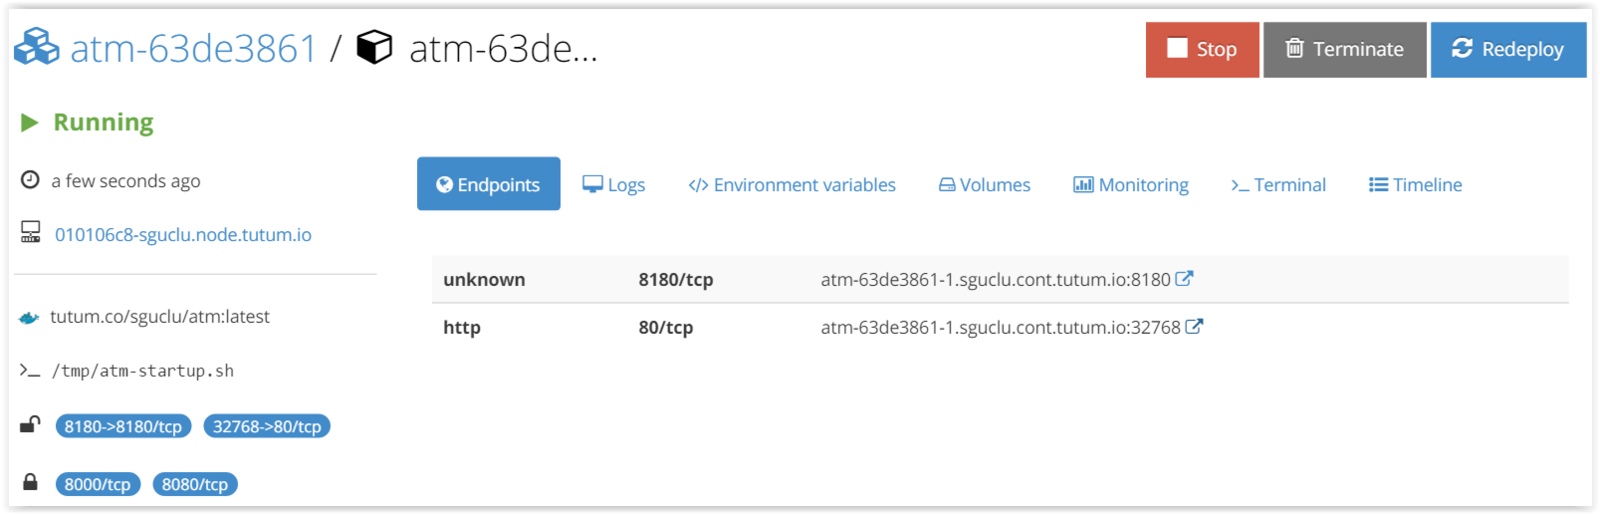 atm-63de3861 / atm-63de...
Stop Terminate Redeploy
Running
a few seconds ago
010106c8-sguclu.node.tutum.io
tutum.co/sguclu/atm:latest
>_ /tmp/atm-startup.sh
8180->8180/tcp 32768->80/tcp
8000/tcp 8080/tcp
Endpoints Logs </> Environment variables Volumes Monitoring >_ Terminal Timeline
unknown 8180/tcp atm-63de3861-1.sguclu.cont.tutum.io:8180
http 80/tcp atm-63de3861-1.sguclu.cont.tutum.io:32768